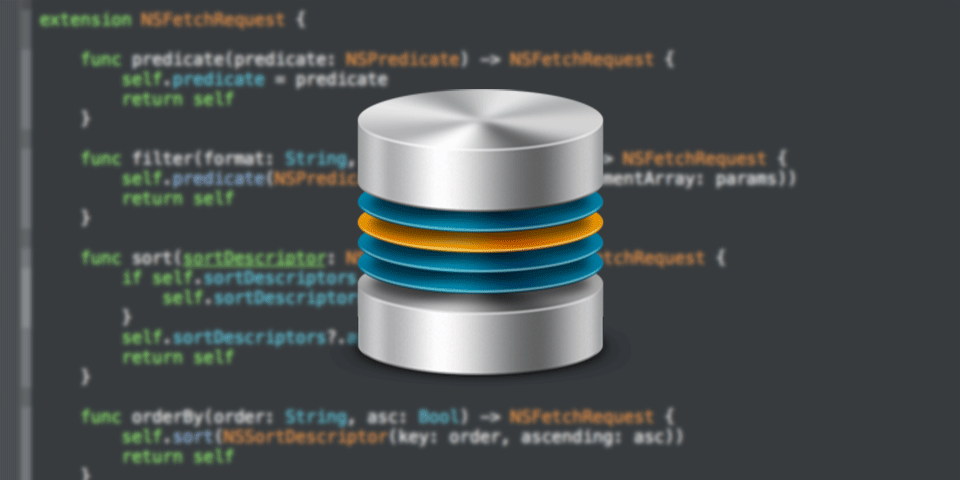 extension NSFetchRequest {
func predicate(predicate: NSPredicate) -> NSFetchRequest {
self.predicate = predicate
return self
}
func filter(format: String, > NSFetchRequest {
self.predicate(NSPredic mentArray: params))
return self
}
func sort(sortDescriptor: N tchRequest {
if self.sortDescriptors
self.sortDescriptor
}
self.sortDescriptors?.
return self
}
func orderBy(order: String, asc: Bool) -> NSFetchRequest {
self.sort(NSSortDescriptor(key: order, ascending: asc))
return self
}